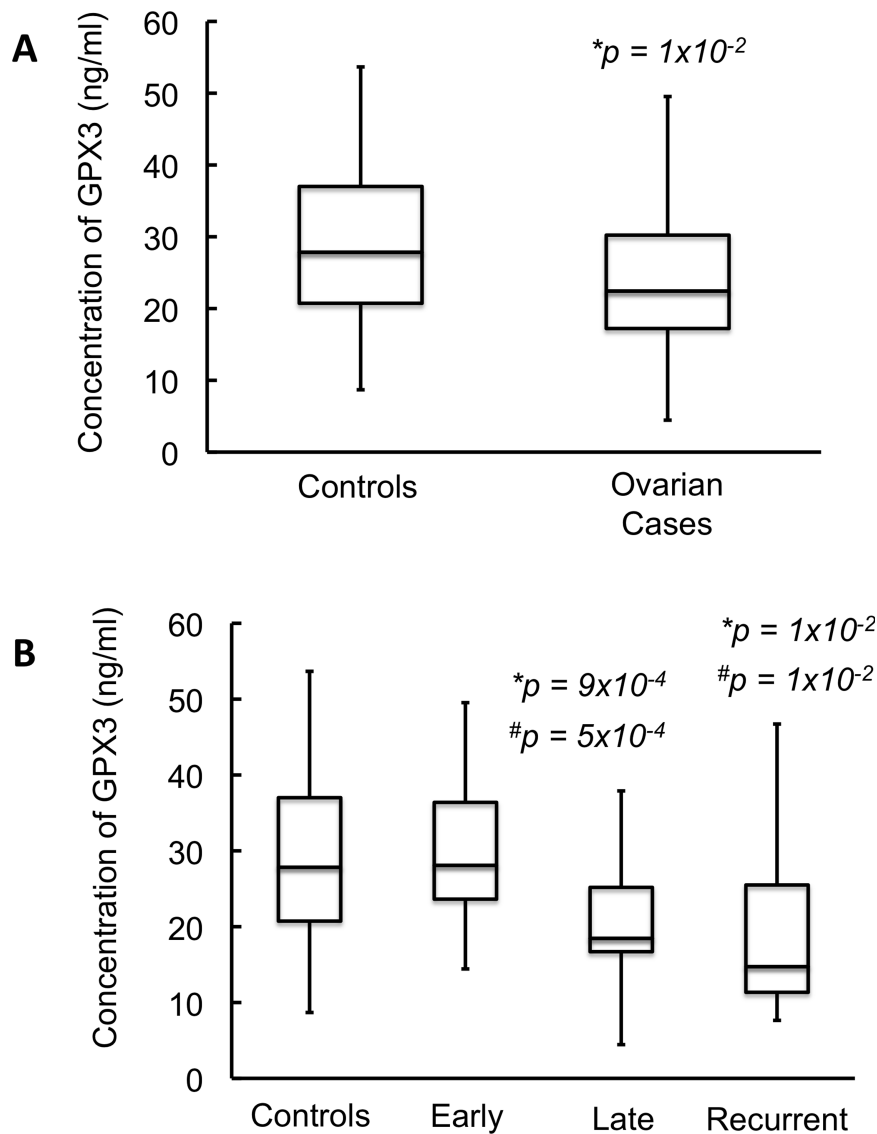 A
Concentration of GPX3 (ng/ml)
60
50
40
30
20
10
0
*p = 1x10-2
Controls
Ovarian
Cases
B
Concentration of GPX3 (ng/ml)
60
50
40
30
20
10
0
*p = 9x10-4
#p = 5x10-4
*p = 1x10-2
#p = 1x10-2
Controls
Early
Late
Recurrent